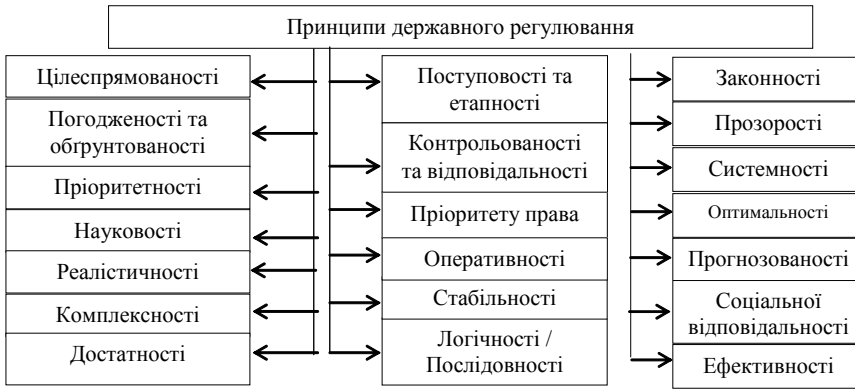 Принципи державного регулювання
Цілеспрямованості
Погодженості та
обґрунтованості
Пріоритетності
Науковості
Реалістичності
Комплексності
Достатності
Поступовості та
етапності
Контрольованості
та відповідальності
Пріоритету права
Оперативності
Стабільності
Логічності /
Послідовності
Законності
Прозорості
Системності
Оптимальності
Прогнозованості
Соціальної
відповідальності
Ефективності